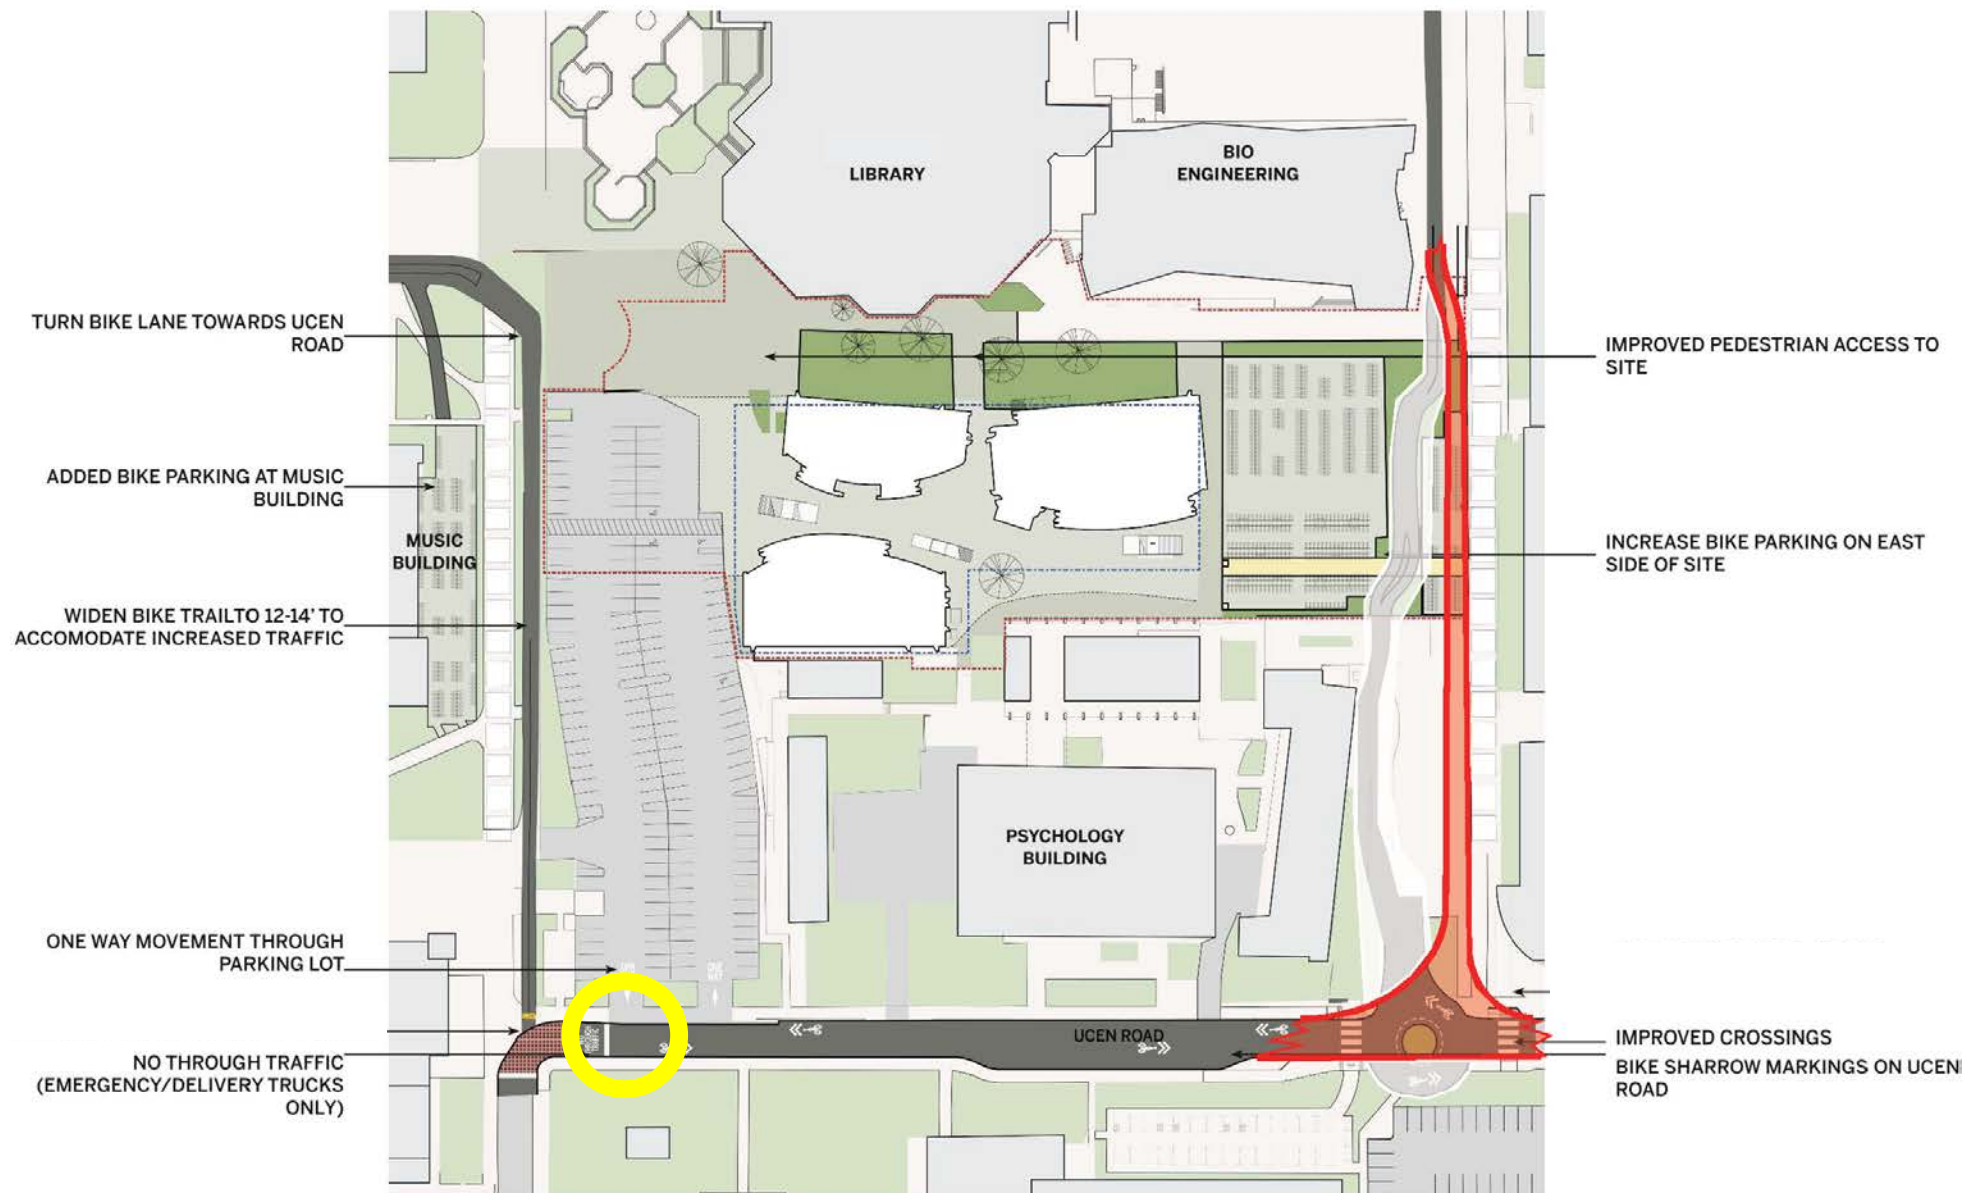 LIBRARY
BIO
ENGINEERING
TURN BIKE LANE TOWARDS UCEN
ROAD
IMPROVED PEDESTRIAN ACCESS TO
SITE
ADDED BIKE PARKING AT MUSIC
BUILDING
MUSIC
BUILDING
INCREASE BIKE PARKING ON EAST
SIDE OF SITE
WIDEN BIKE TRAILTO 12-14' TO
ACCOMODATE INCREASED TRAFFIC
PSYCHOLOGY
BUILDING
ONE WAY MOVEMENT THROUGH
PARKING LOT
UCEN ROAD
NO THROUGH TRAFFIC
(EMERGENCY/DELIVERY TRUCKS
ONLY)
IMPROVED CROSSINGS
BIKE SHARROW MARKINGS ON UCEN
ROAD